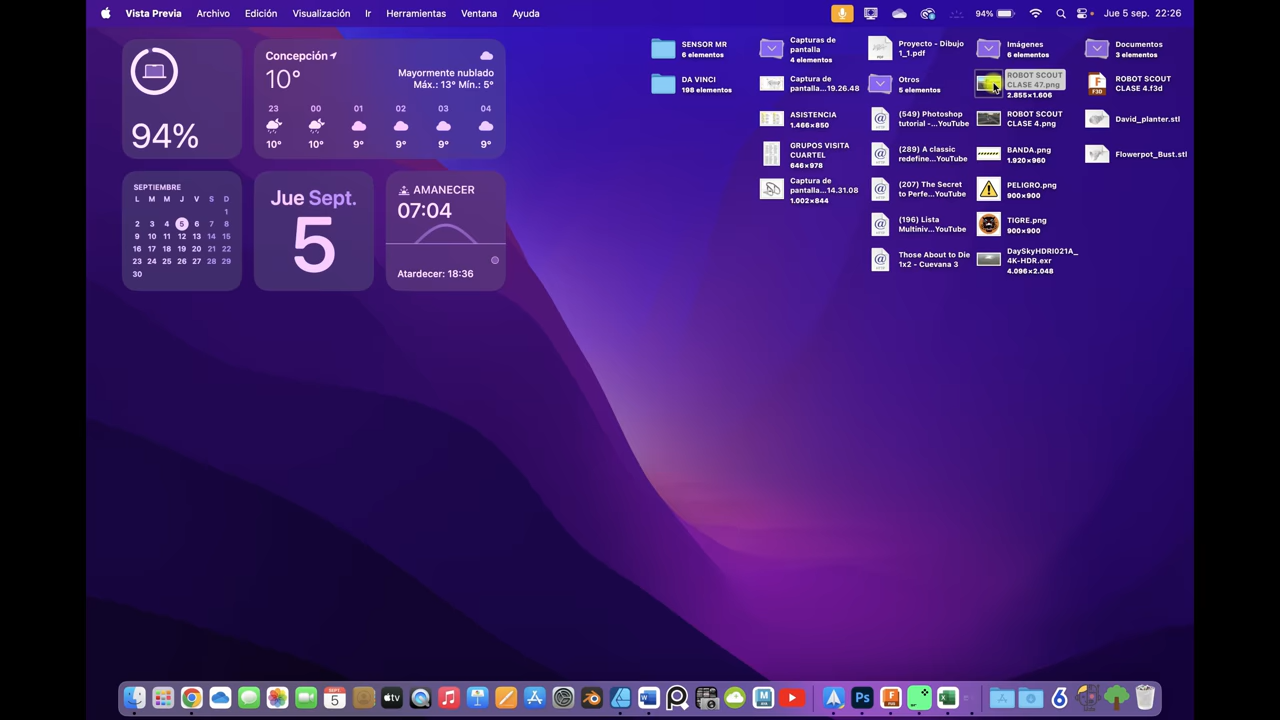 Vista Previa Archivo Edición Visualización Ir Herramientas Ventana Ayuda 94% Jue 5 sep. 22:26
94%
Concepción
10°
Mayormente nublado
Máx.: 13° Mín.: 5°
23 00 01 02 03 04
10° 10° 9° 9° 9° 9°
SEPTIEMBRE
L M M J V S D
1
2 3 4 5 6 7 8
9 10 11 12 13 14 15
16 17 18 19 20 21 22
23 24 25 26 27 28 29
30
Jue Sept.
5
AMANECER
07:04
Atardecer: 18:36
SENSOR MR
6 elementos
DA VINCI
198 elementos
Capturas de
pantalla
4 elementos
Captura de
pantalla...19.26.48
ASISTENCIA
1.466×850
GRUPOS VISITA
CUARTEL
646×978
Captura de
pantalla...14.31.08
1.002×844
Proyecto - Dibujo
1_1.pdf
Otros
5 elementos
(549) Photoshop
tutorial -...YouTube
(289) A classic
redefine...YouTube
(207) The Secret
to Perfe...YouTube
(196) Lista
Multiniv...YouTube
Those About to Die
1x2 - Cuevana 3
Imágenes
6 elementos
ROBOT SCOUT
CLASE 47.png
2.855×1.606
ROBOT SCOUT
CLASE 4.png
BANDA.png
1.920×960
PELIGRO.png
900×900
TIGRE.png
900×900
DaySkyHDRI021A_
4K-HDR.exr
4.096×2.048
Documentos
3 elementos
ROBOT SCOUT
CLASE 4.f3d
David_planter.stl
Flowerpot_Bust.stl